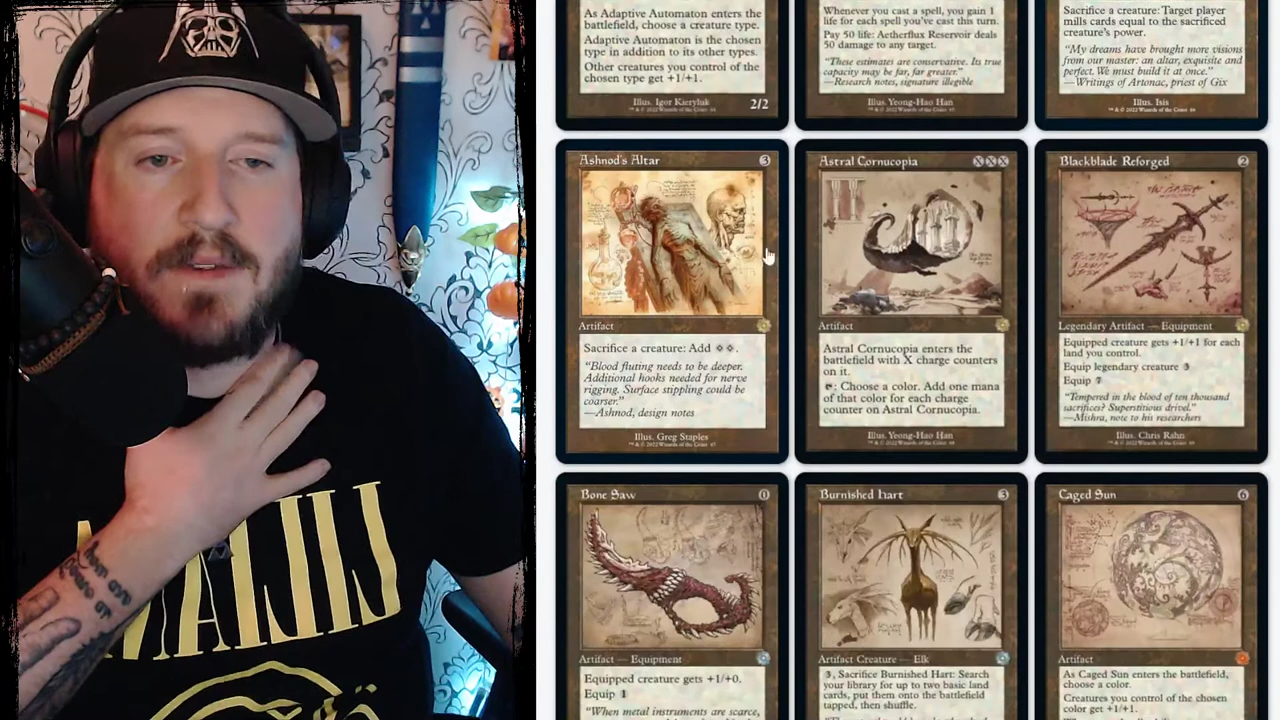 As Adaptive Automaton enters the
battlefield, choose a creature type.
Adaptive Automaton is the chosen
type in addition to its other types.
Other creatures you control of the
chosen type get +1/+1.
Illus. Igor Kieryluk
2/2
Whenever you cast a spell, you gain 1
life for each spell you've cast this turn.
Pay 50 life: Aetherflux Reservoir deals
50 damage to any target.
"These estimates are conservative. Its true
capacity may be far, far greater."
—Research notes, signature illegible
Illus. Yeong-Hao Han
Sacrifice a creature: Target player
mills cards equal to the sacrificed
creature's power.
"My dreams have brought more visions
from our master: an altar, exquisite and
perfect. We must build it at once."
—Writings of Artonac, priest of Gix
Illus. Isis
Ashnod's Altar 3
Artifact
Sacrifice a creature: Add ◇◇.
"Blood fluting needs to be deeper.
Additional hooks needed for nerve
rigging. Surface stippling could be
coarser."
—Ashnod, design notes
Illus. Greg Staples
Astral Cornucopia XXX
Artifact
Astral Cornucopia enters the
battlefield with X charge counters
on it.
: Choose a color. Add one mana
of that color for each charge
counter on Astral Cornucopia.
Illus. Yeong-Hao Han
Blackblade Reforged 2
Legendary Artifact — Equipment
Equipped creature gets +1/+1 for each
land you control.
Equip legendary creature 3
Equip 7
"Tempered in the blood of ten thousand
sacrifices? Superstitious drivel."
—Mishra, note to his researchers
Illus. Chris Rahn
Bone Saw 0
Artifact — Equipment
Equipped creature gets +1/+0.
Equip 1
"When metal instruments are scarce,
Burnished Hart 3
Artifact Creature — Elk
3, Sacrifice Burnished Hart: Search
your library for up to two basic land
cards, put them onto the battlefield
tapped, then shuffle.
Caged Sun 6
Artifact
As Caged Sun enters the battlefield,
choose a color.
Creatures you control of the chosen
color get +1/+1.